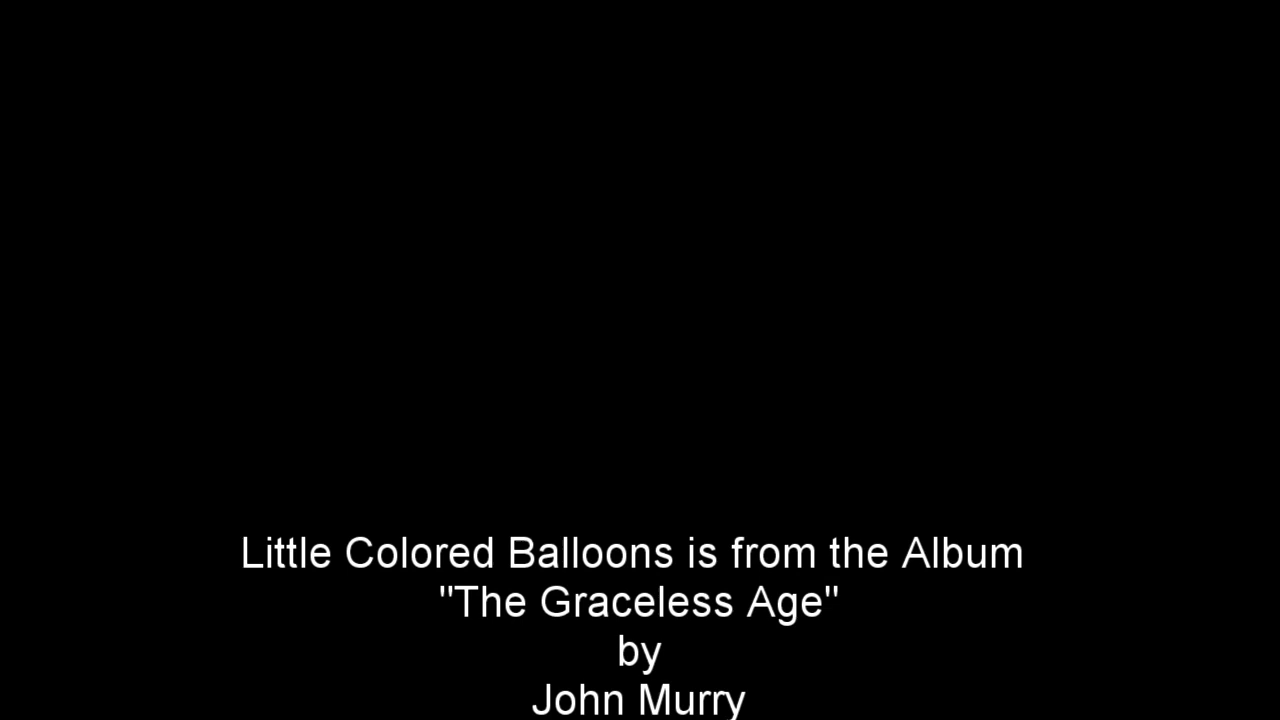 Little Colored Balloons is from the Album
"The Graceless Age"
by
John Murry